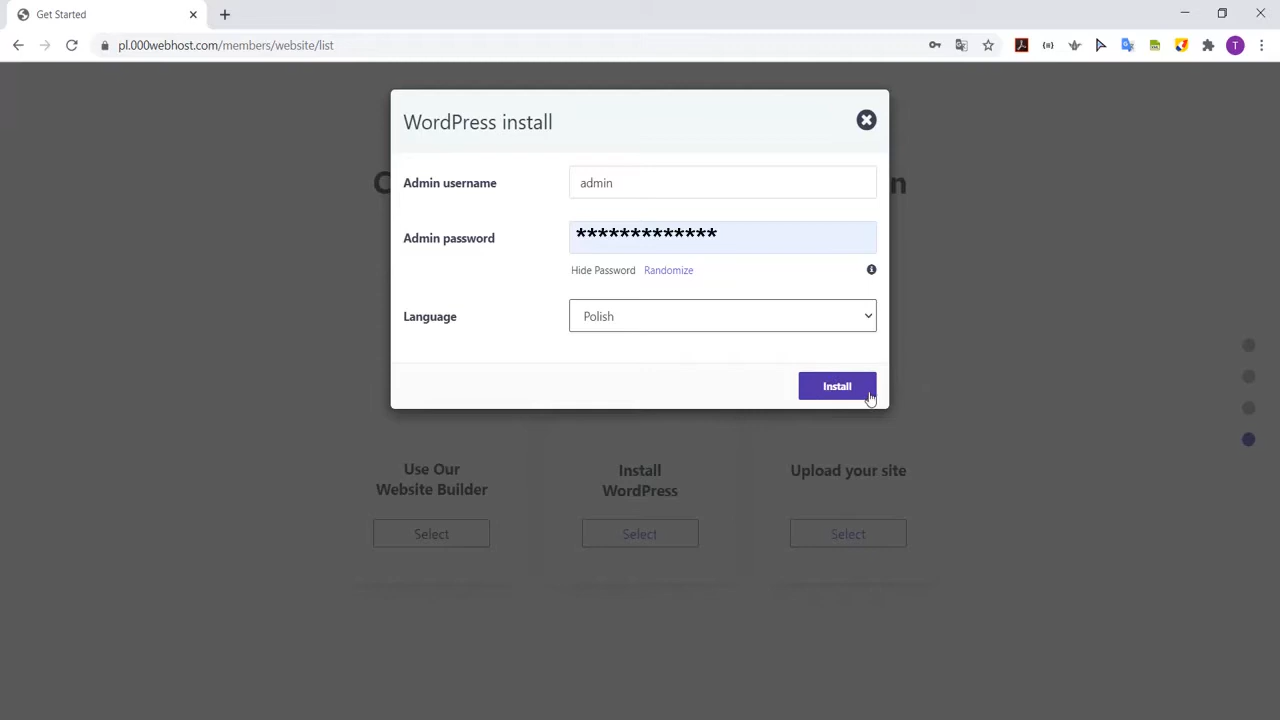 Get Started
pl.000webhost.com/members/website/list
T
WordPress install
Admin username
admin
Admin password
*************
Hide Password Randomize
Language
Polish
Install
Use Our
Website Builder
Select
Install
WordPress
Select
Upload your site
Select